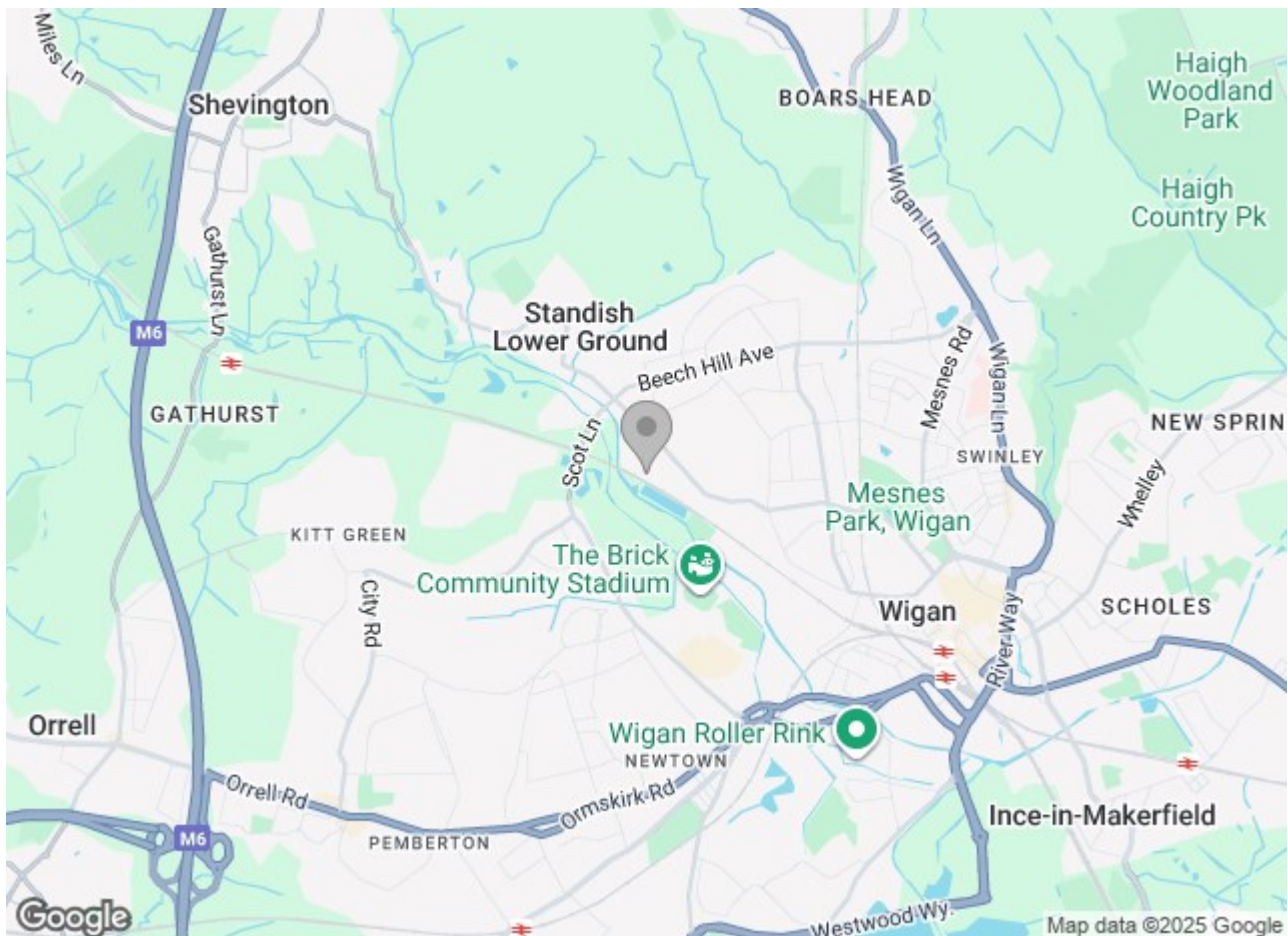 Miles Ln
Shevington
BOARS HEAD
Haigh
Woodland
Park
Wigan Ln
Haigh
Country Pk
Gathurst Ln
M6
Standish
Lower Ground
Beech Hill Ave
Mesnes Rd
Wigan Ln
GATHURST
Scot Ln
NEW SPRIN
SWINLEY
Whelley
Mesnes
Park, Wigan
KITT GREEN
The Brick
Community Stadium
City Rd
Wigan
SCHOLES
River Way
Orrell
Wigan Roller Rink
NEWTOWN
Orrell Rd
Ormskirk Rd
Ince-in-Makerfield
M6
PEMBERTON
Westwood Wy.
Google
Map data ©2025 Google